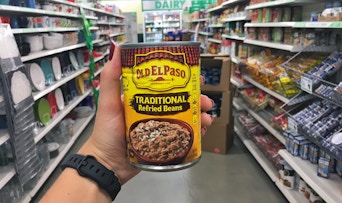 DAIRY
OLD EL PASO
TRADITIONAL
Refried Beans